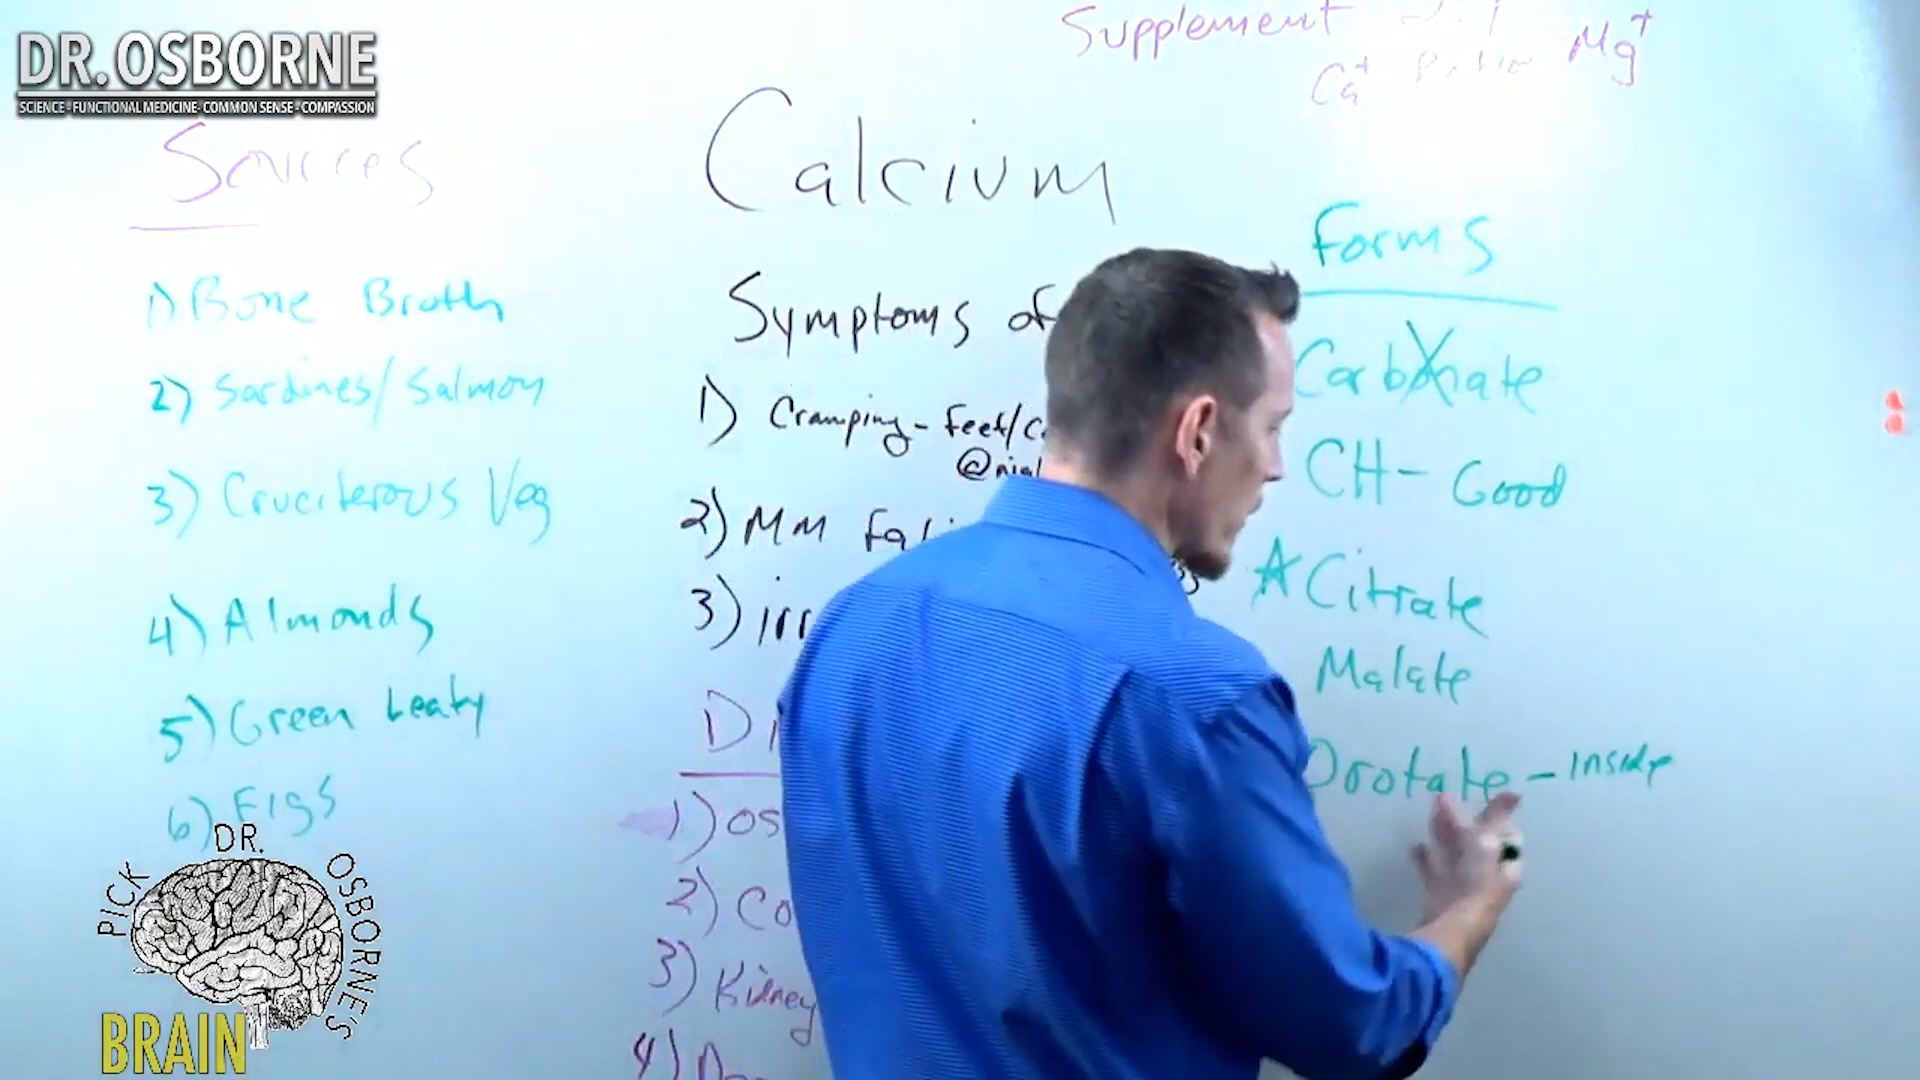 DR. OSBORNE
SCIENCE - FUNCTIONAL MEDICINE - COMMON SENSE - COMPASSION
Supplement
Ca+ Mg+
Sources
1) Bone Broth
2) Sardines/Salmon
3) Cruciferous Veg
4) Almonds
5) Green Leafy
6) Figs
Calcium
Symptoms of
1) Cramping - Feet/C
@nig
2) MM
3) irr
D
1) OS
2) Co
3) Kidney
4) D
Forms
Carbonate
CH - Good
Citrate
Malate
Orotate - inside
PICK DR. OSBORNE'S
BRAIN